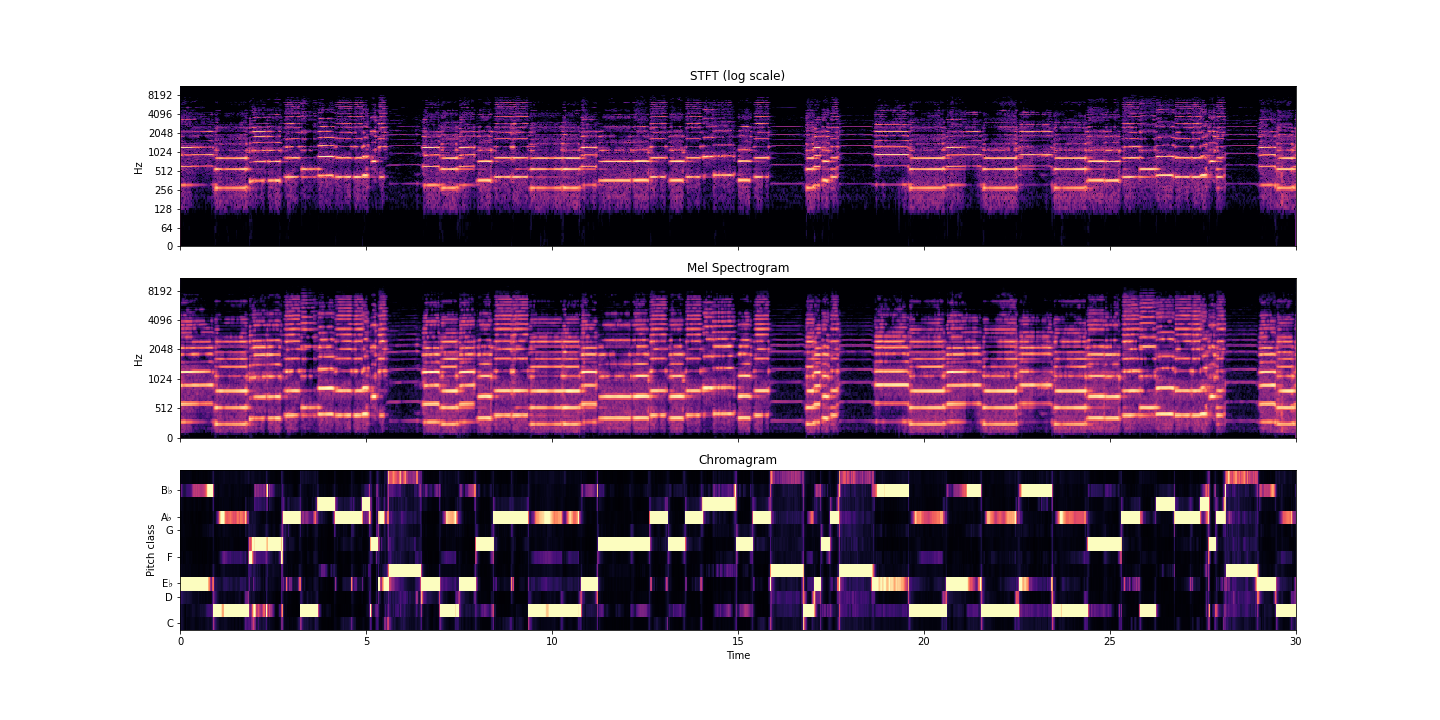 STFT (log scale)
8192
4096
2048
1024
512
256
128
64
0
Hz
Mel Spectrogram
8192
4096
2048
1024
512
0
Hz
Chromagram
B♭
A♭
G
F
E♭
D
C
Pitch class
0 5 10 15 20 25 30
Time